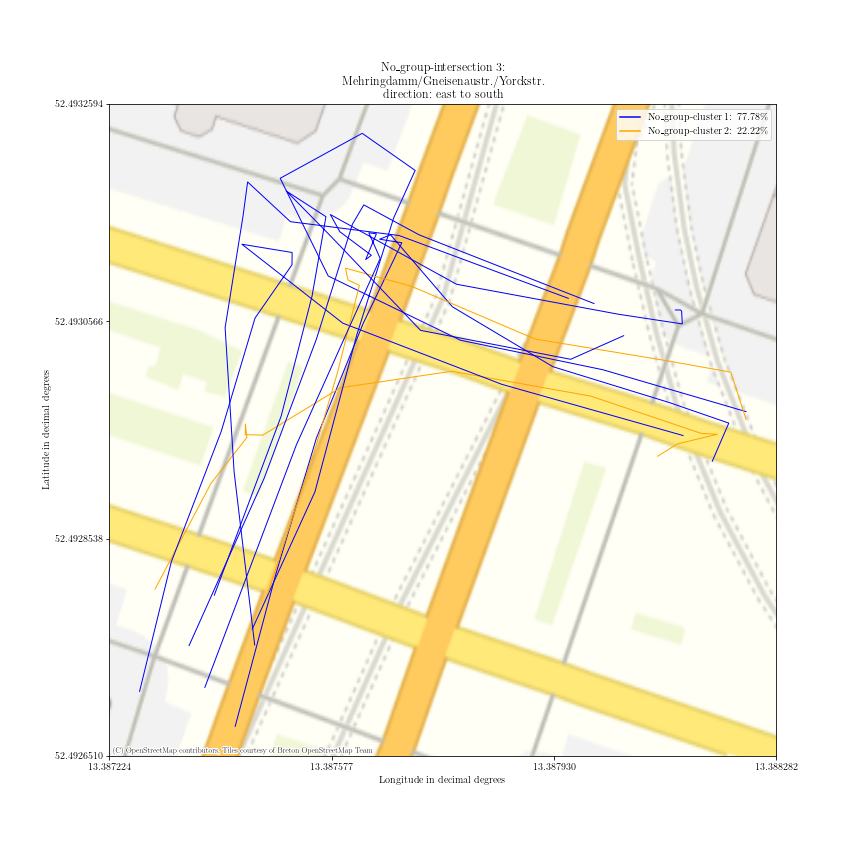 No_group-intersection 3:
Mehringdamm/Gneisenaustr./Yorckstr.
direction: east to south
No_group-cluster 1: 77.78%
No_group-cluster 2: 22.22%
52.4932594
52.4930566
52.4928538
52.4926510
Latitude in decimal degrees
(C) OpenStreetMap contributors, Tiles courtesy of Breton OpenStreetMap Team
13.387224
13.387577
13.387930
13.388282
Longitude in decimal degrees